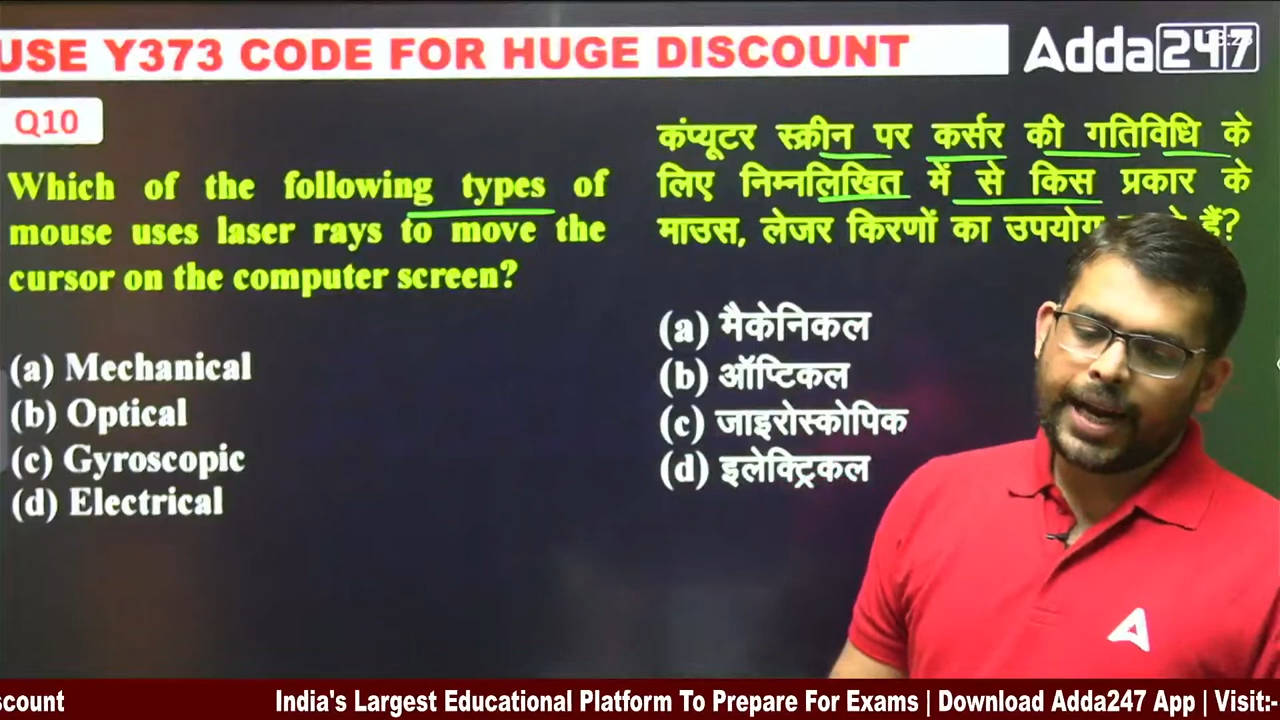 USE Y373 CODE FOR HUGE DISCOUNT
Adda247
Q10
Which of the following types of
mouse uses laser rays to move the
cursor on the computer screen?
(a) Mechanical
(b) Optical
(c) Gyroscopic
(d) Electrical
कंप्यूटर स्क्रीन पर कर्सर की गतिविधि के
लिए निम्नलिखित में से किस प्रकार के
माउस, लेजर किरणों का उपयोग हैं?
(a) मैकेनिकल
(b) ऑप्टिकल
(c) जाइरोस्कोपिक
(d) इलेक्ट्रिकल
scount India's Largest Educational Platform To Prepare For Exams | Download Adda247 App | Visit:-